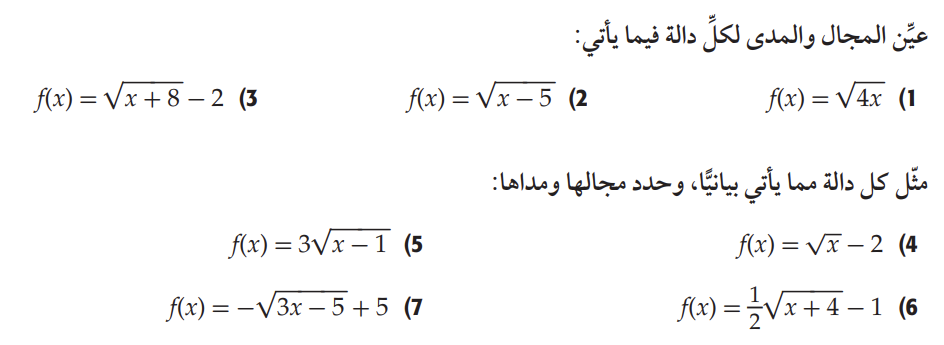 عيِّن المجال والمدى لكلِّ دالة فيما يأتي:
(1 f(x) = √(4x) (2 f(x) = √(x − 5) (3 f(x) = √(x + 8) − 2
مثّل كل دالة مما يأتي بيانيًّا، وحدد مجالها ومداها:
(4 f(x) = √x − 2 (5 f(x) = 3√(x − 1)
(6 f(x) = 1/2 √(x + 4) − 1 (7 f(x) = −√(3x − 5) + 5